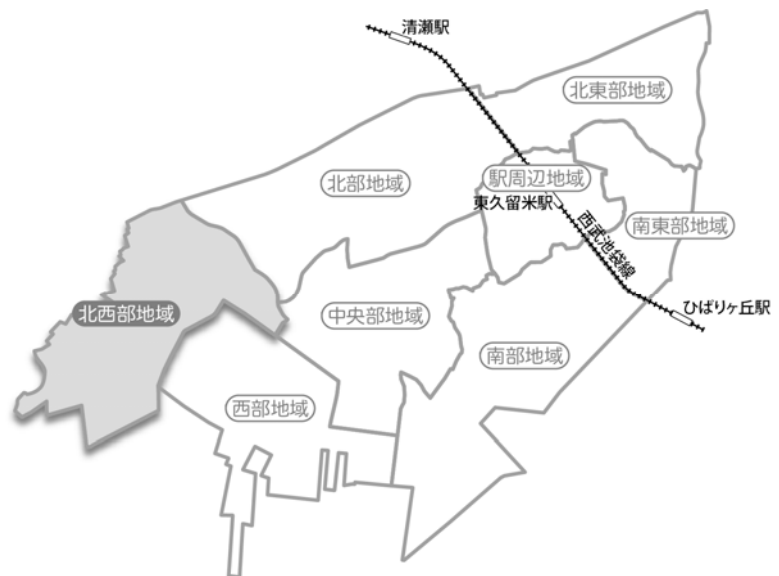 清瀬駅
北東部地域
北部地域
駅周辺地域
東久留米駅
南東部地域
西武池袋線
北西部地域
中央部地域
ひばりヶ丘駅
南部地域
西部地域